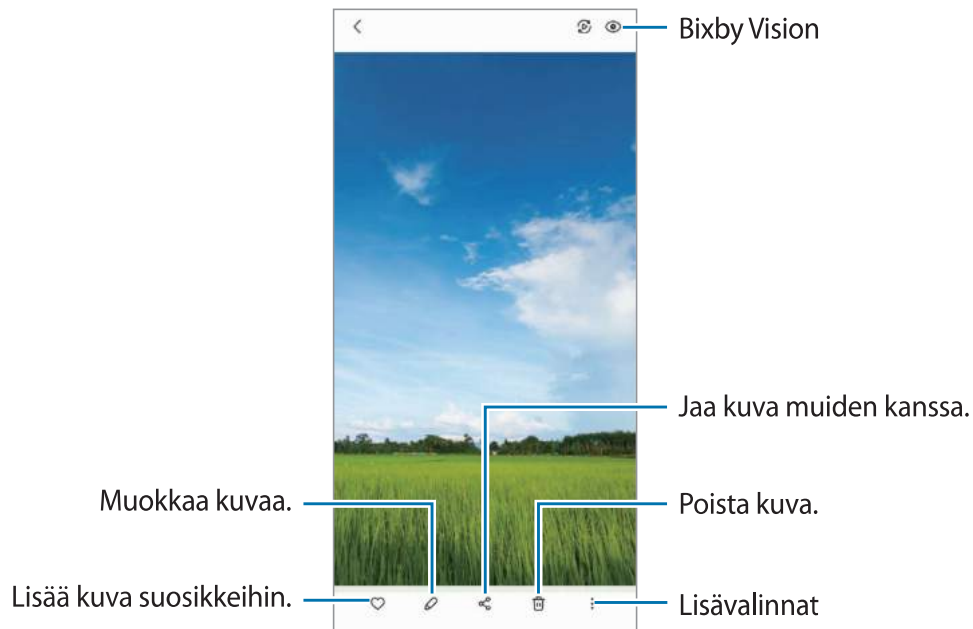 Bixby Vision
Jaa kuva muiden kanssa.
Muokkaa kuvaa.
Poista kuva.
Lisää kuva suosikkeihin.
Lisävalinnat